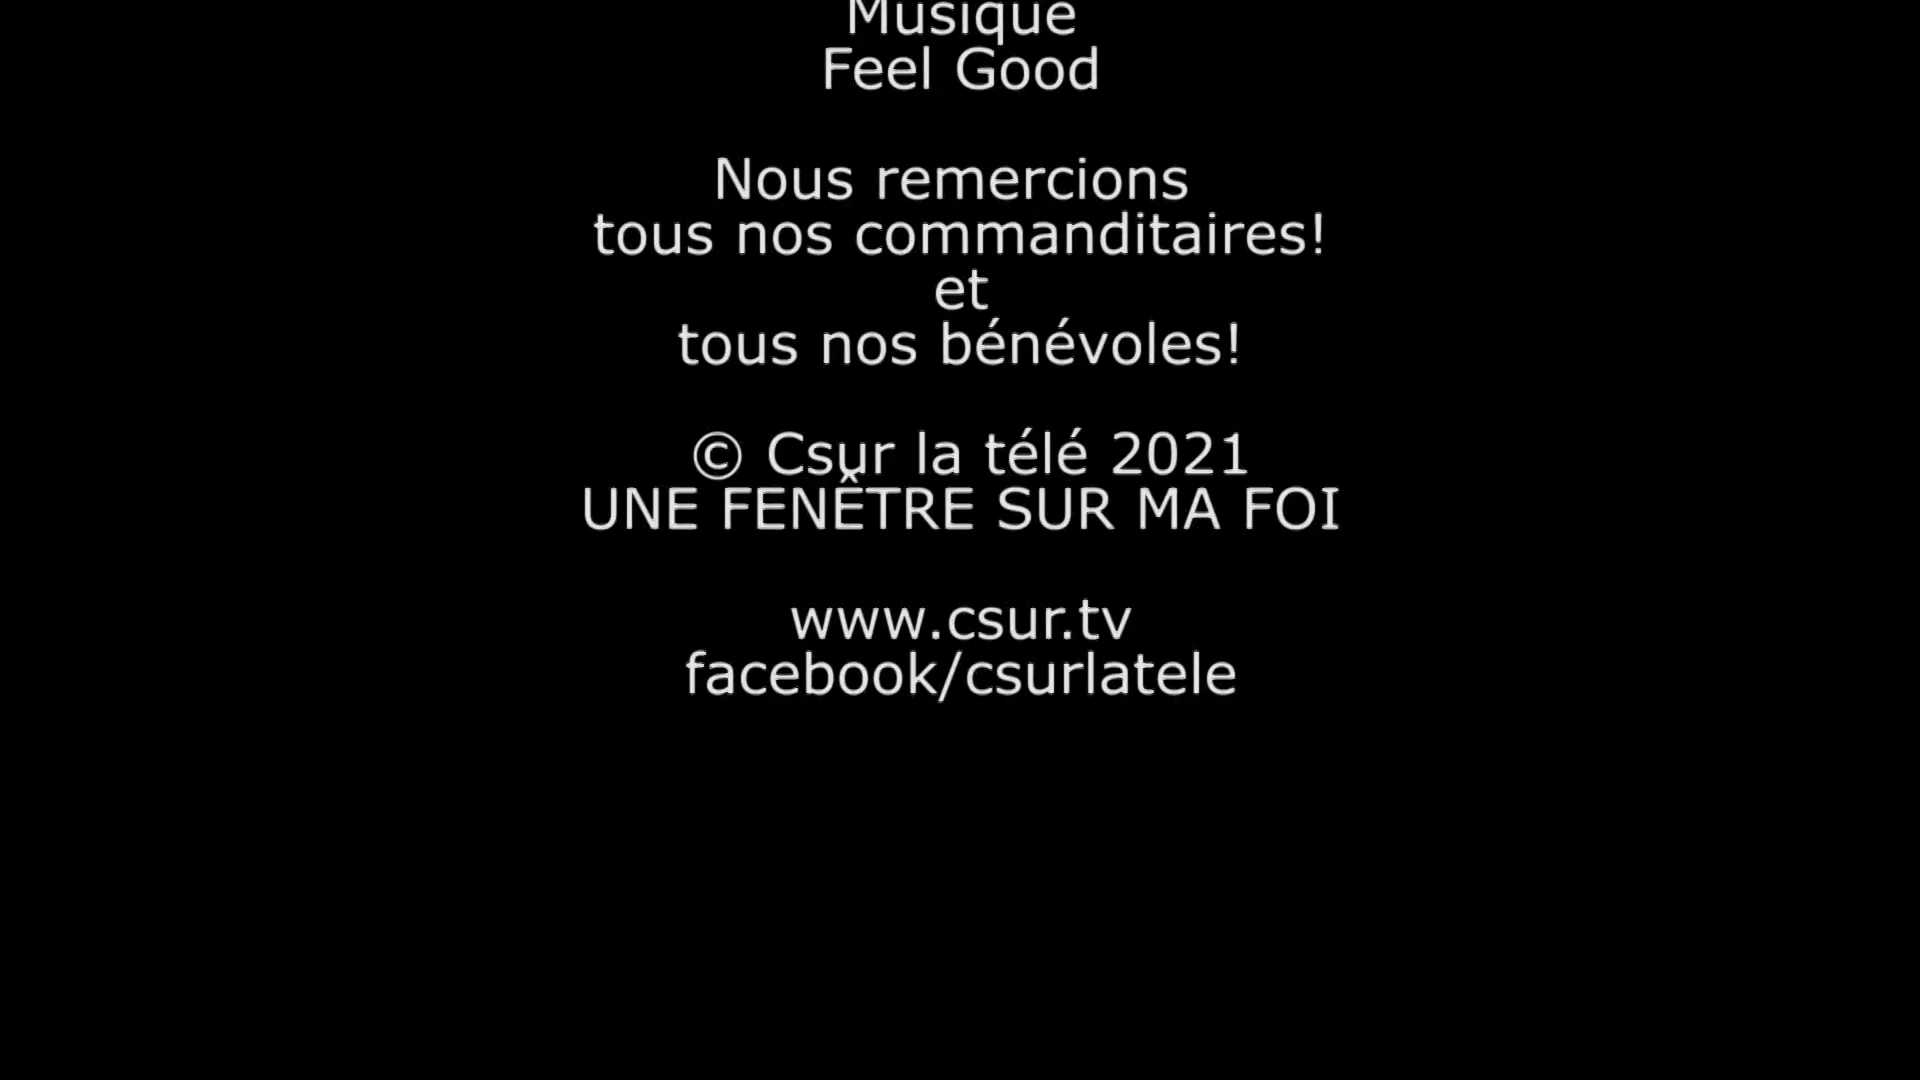 Musique
Feel Good
Nous remercions
tous nos commanditaires!
et
tous nos bénévoles!
© Csur la télé 2021
UNE FENÊTRE SUR MA FOI
www.csur.tv
facebook/csurlatele